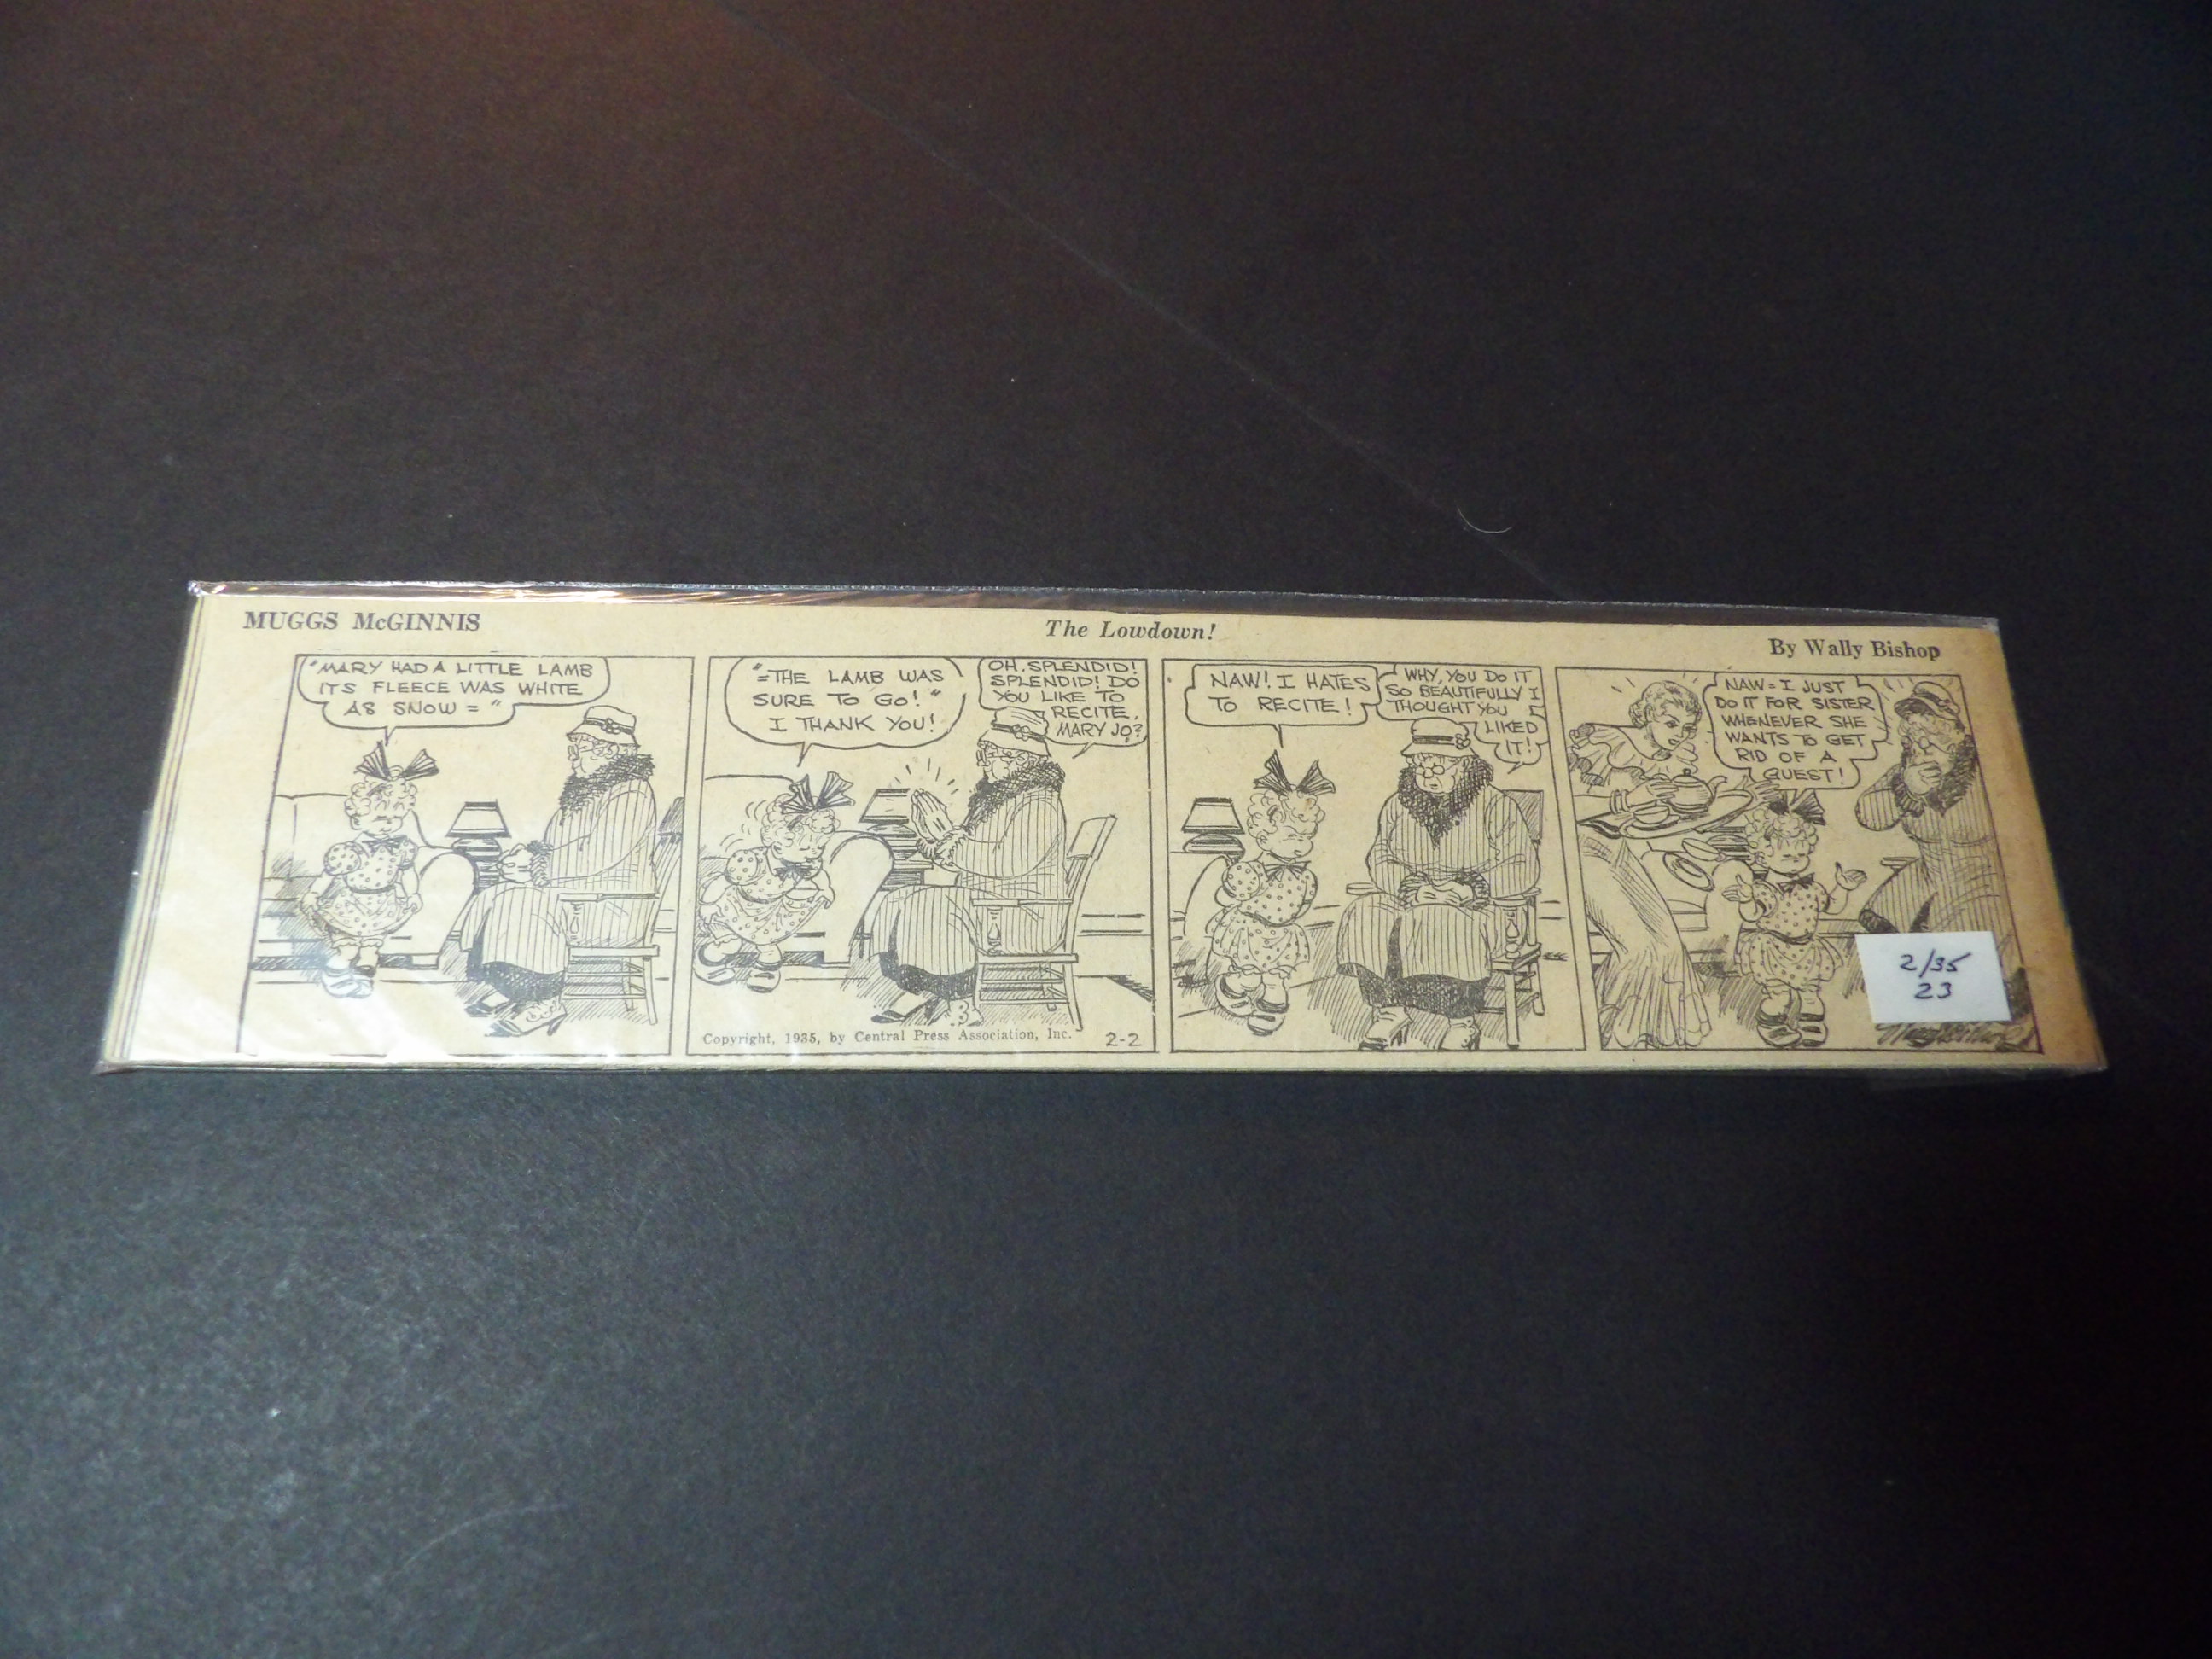 MUGGS McGINNIS
The Lowdown!
By Wally Bishop
"MARY HAD A LITTLE LAMB
ITS FLEECE WAS WHITE
AS SNOW = "
"=THE LAMB WAS
SURE TO GO!"
I THANK YOU!
OH, SPLENDID!
SPLENDID! DO
YOU LIKE TO
RECITE,
MARY JO?
Copyright, 1935, by Central Press Association, Inc.
2-2
NAW! I HATES
TO RECITE!
WHY, YOU DO IT
SO BEAUTIFULLY I
THOUGHT YOU
LIKED
IT!
NAW = I JUST
DO IT FOR SISTER
WHENEVER SHE
WANTS TO GET
RID OF A
GUEST!
2/35
23